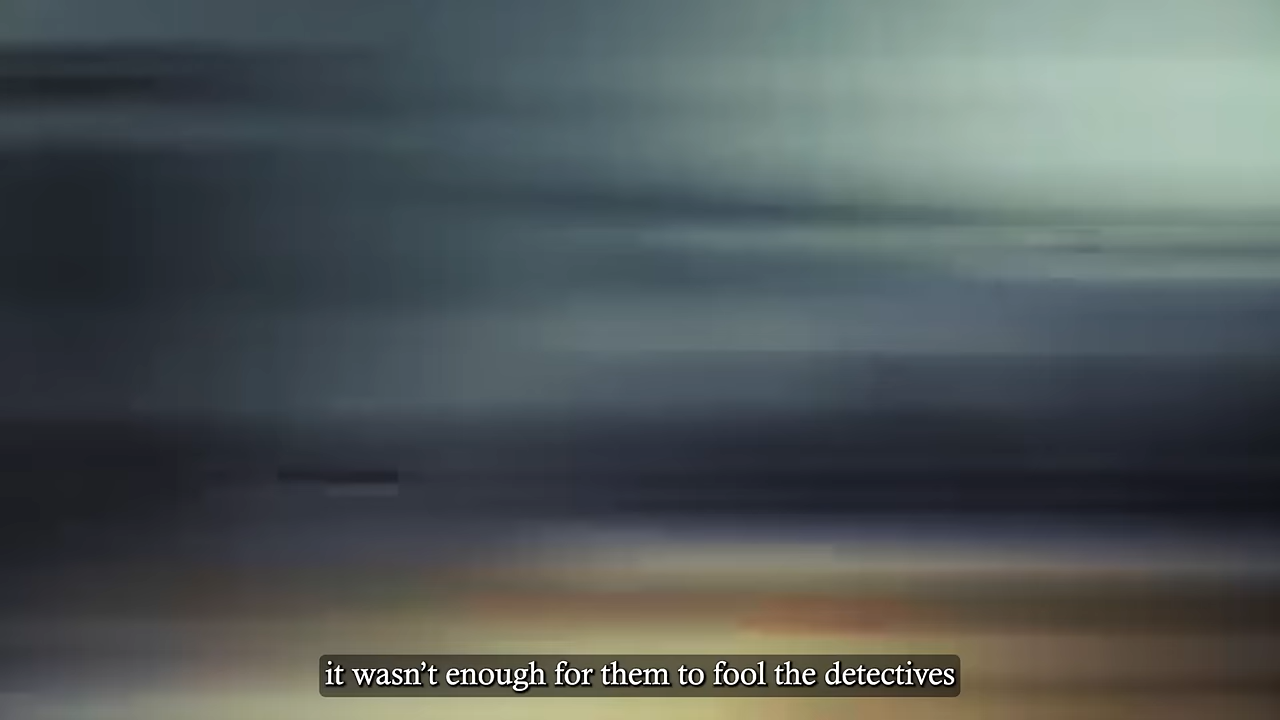 it wasn’t enough for them to fool the detectives